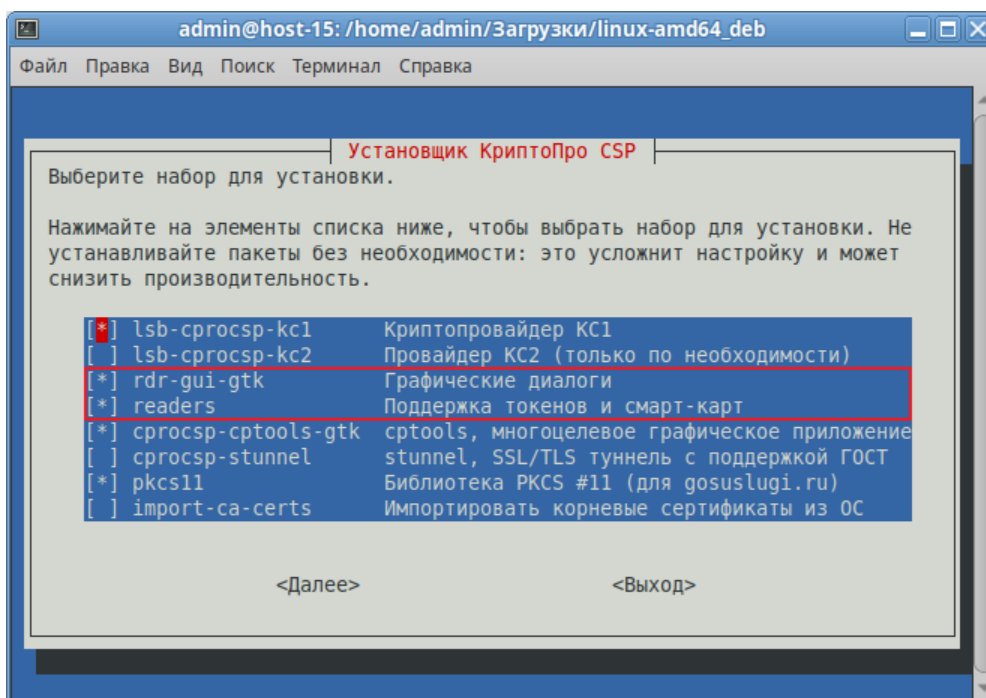 admin@host-15: /home/admin/Загрузки/linux-amd64_deb
Файл Правка Вид Поиск Терминал Справка
Установщик КриптоПро CSP
Выберите набор для установки.
Нажимайте на элементы списка ниже, чтобы выбрать набор для установки. Не
устанавливайте пакеты без необходимости: это усложнит настройку и может
снизить производительность.
[*] lsb-cprocsp-kc1 Криптопровайдер КС1
[ ] lsb-cprocsp-kc2 Провайдер КС2 (только по необходимости)
[*] rdr-gui-gtk Графические диалоги
[*] readers Поддержка токенов и смарт-карт
[*] cprocsp-cptools-gtk cptools, многоцелевое графическое приложение
[ ] cprocsp-stunnel stunnel, SSL/TLS туннель с поддержкой ГОСТ
[*] pkcs11 Библиотека PKCS #11 (для gosuslugi.ru)
[ ] import-ca-certs Импортировать корневые сертификаты из ОС
<Далее> <Выход>